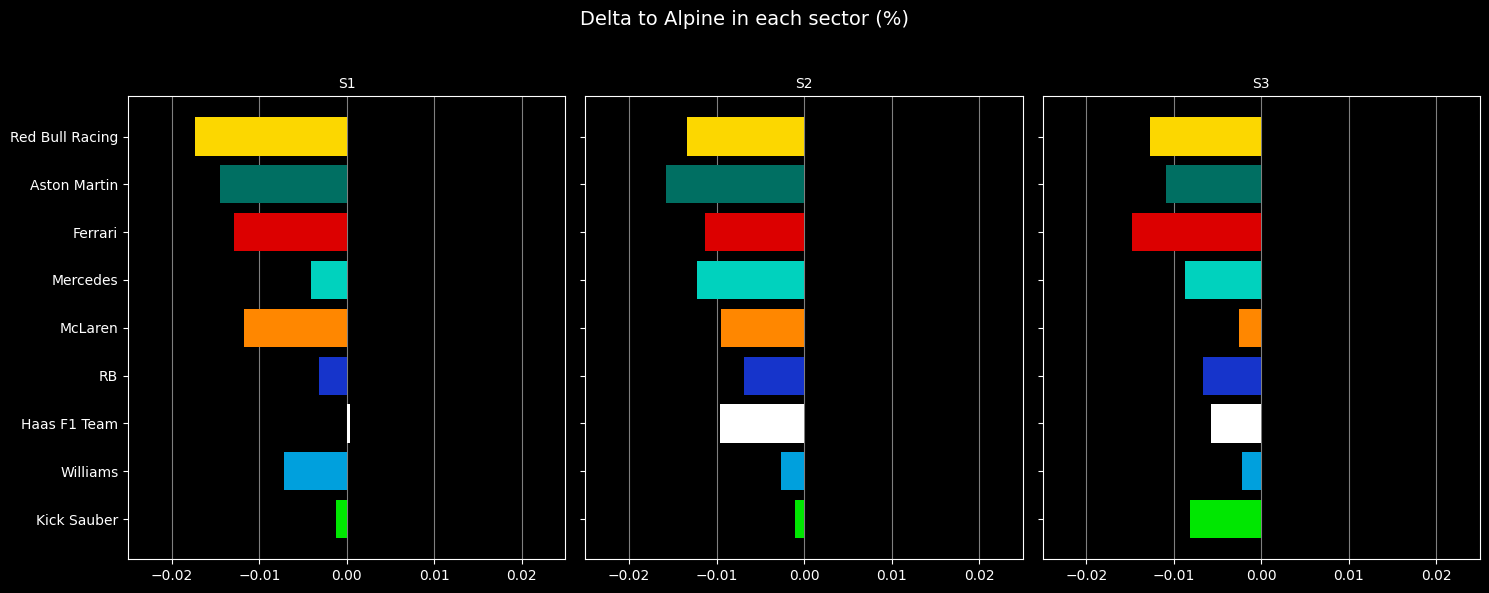 Delta to Alpine in each sector (%)
S1 S2 S3
Red Bull Racing
Aston Martin
Ferrari
Mercedes
McLaren
RB
Haas F1 Team
Williams
Kick Sauber
−0.02 −0.01 0.00 0.01 0.02 −0.02 −0.01 0.00 0.01 0.02 −0.02 −0.01 0.00 0.01 0.02